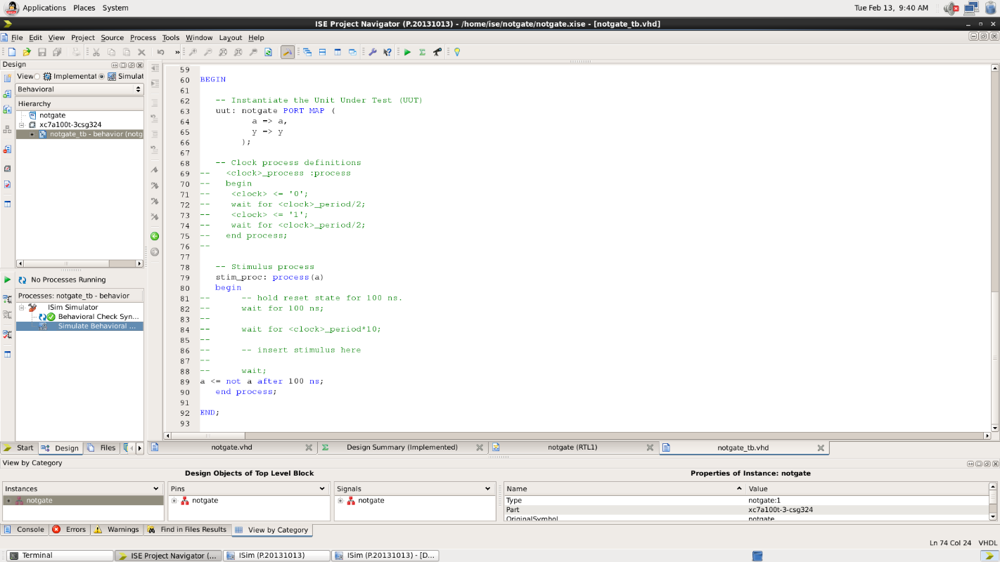 Applications Places System Tue Feb 13, 9:40 AM
ISE Project Navigator (P.20131013) - /home/ise/notgate/notgate.xise - [notgate_tb.vhd]
File Edit View Project Source Process Tools Window Layout Help
»
Design
View: Implementat Simulat
Behavioral
Hierarchy
notgate
xc7a100t-3csg324
notgate_tb - behavior (notg
No Processes Running
Processes: notgate_tb - behavior
ISim Simulator
Behavioral Check Syn...
Simulate Behavioral ...
Start Design Files
59
60 BEGIN
61
62 -- Instantiate the Unit Under Test (UUT)
63 uut: notgate PORT MAP (
64 a => a,
65 y => y
66 );
67
68 -- Clock process definitions
69 -- <clock>_process :process
70 -- begin
71 -- <clock> <= '0';
72 -- wait for <clock>_period/2;
73 -- <clock> <= '1';
74 -- wait for <clock>_period/2;
75 -- end process;
76 --
77
78 -- Stimulus process
79 stim_proc: process(a)
80 begin
81 -- -- hold reset state for 100 ns.
82 -- wait for 100 ns;
83 --
84 -- wait for <clock>_period*10;
85 --
86 -- -- insert stimulus here
87 --
88 -- wait;
89 a <= not a after 100 ns;
90 end process;
91
92 END;
93
notgate.vhd Design Summary (Implemented) notgate (RTL1) notgate_tb.vhd
View by Category
Design Objects of Top Level Block Properties of Instance: notgate
Instances Pins Signals Name Value
notgate notgate notgate Type notgate:1
Part xc7a100t-3-csg324
OriginalSymbol notgate
Console Errors Warnings Find in Files Results View by Category
Ln 74 Col 24 VHDL
Terminal ISE Project Navigator (... ISim (P.20131013) ISim (P.20131013) - [D...